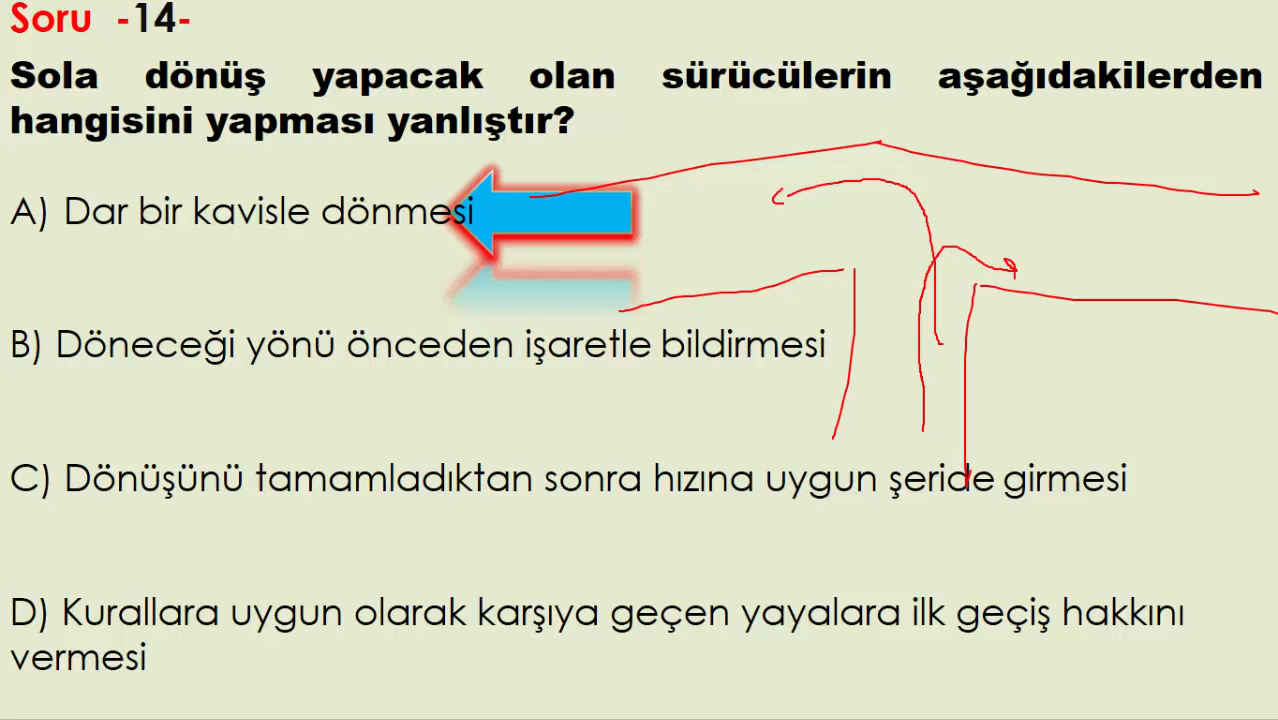 Soru -14-
Sola dönüş yapacak olan sürücülerin aşağıdakilerden
hangisini yapması yanlıştır?
A) Dar bir kavisle dönmesi
B) Döneceği yönü önceden işaretle bildirmesi
C) Dönüşünü tamamladıktan sonra hızına uygun şeride girmesi
D) Kurallara uygun olarak karşıya geçen yayalara ilk geçiş hakkını
vermesi